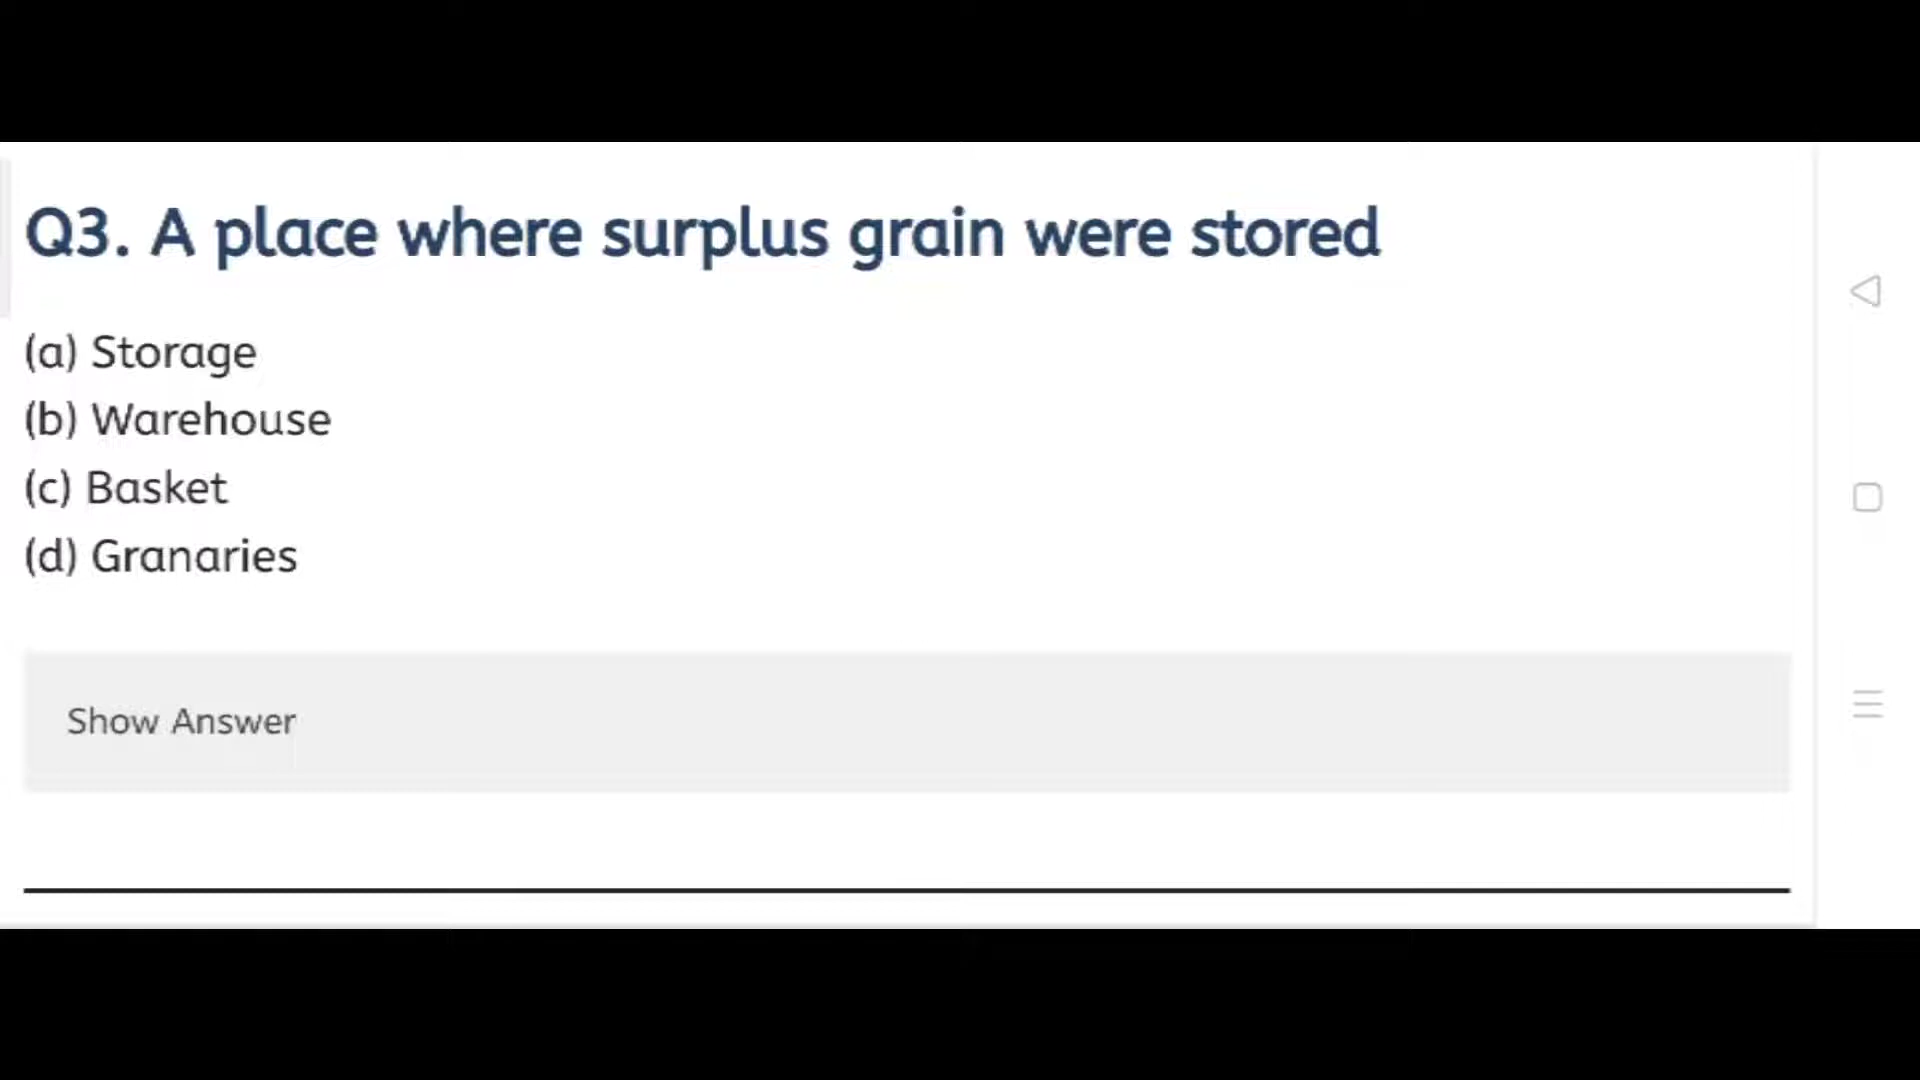 Q3. A place where surplus grain were stored
(a) Storage
(b) Warehouse
(c) Basket
(d) Granaries
Show Answer